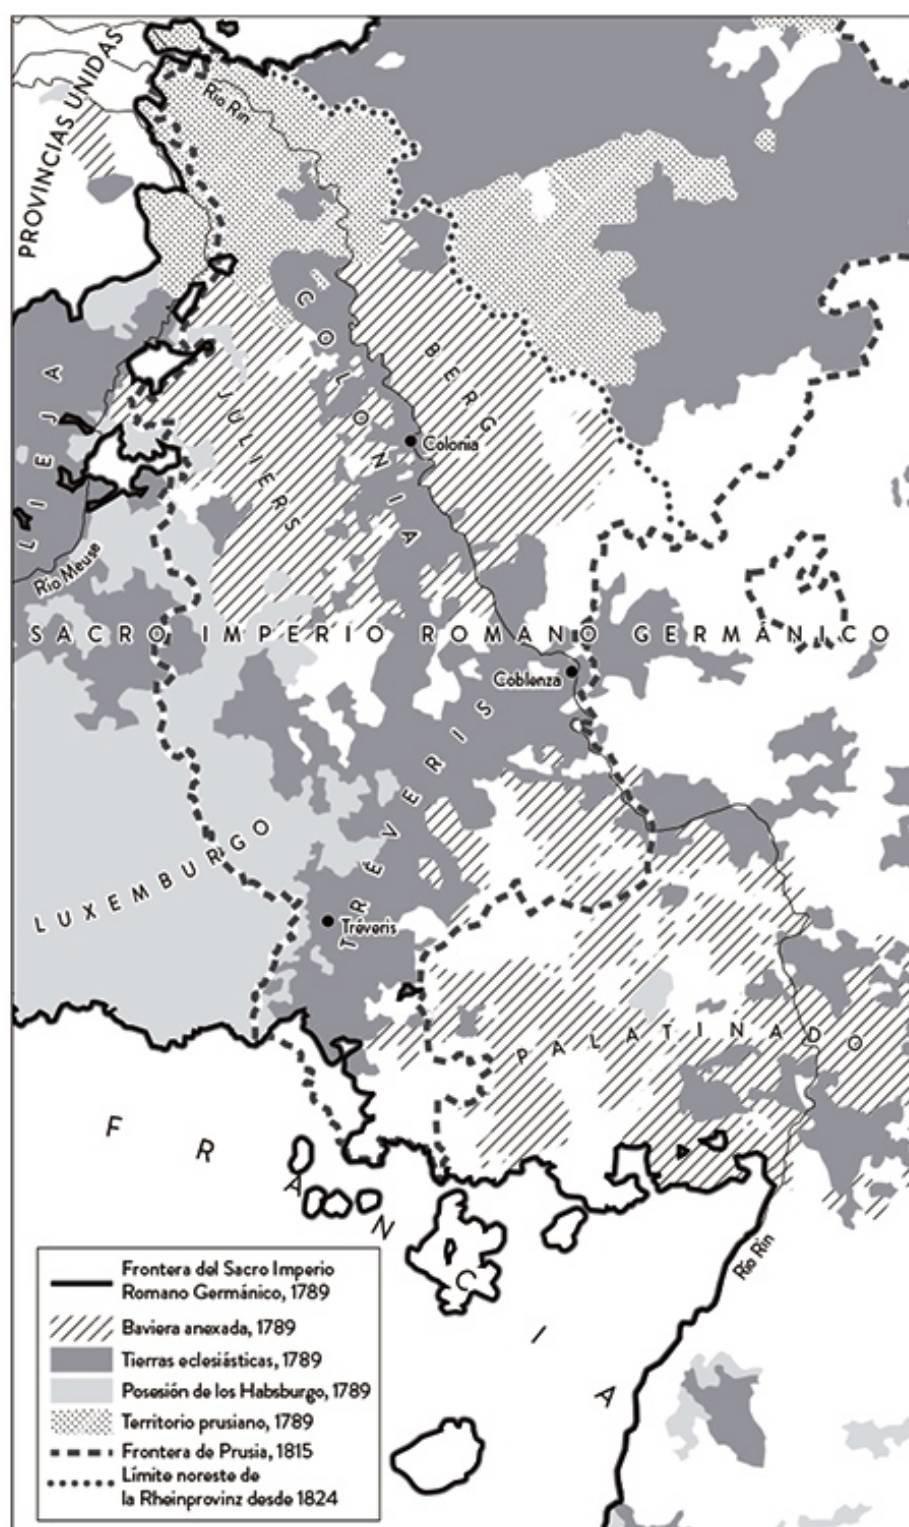 PROVINCIAS UNIDAS
Río Rin
COLONIA
BERG
JULIERS
LIEJA
Colonia
Río Meuse
SACRO IMPERIO ROMANO GERMÁNICO
Coblenza
TRÉVERIS
LUXEMBURGO
Tréveris
PALATINADO
FRANCIA
Río Rin
Frontera del Sacro Imperio
Romano Germánico, 1789
Baviera anexada, 1789
Tierras eclesiásticas, 1789
Posesión de los Habsburgo, 1789
Territorio prusiano, 1789
Frontera de Prusia, 1815
Límite noreste de
la Rheinprovinz desde 1824